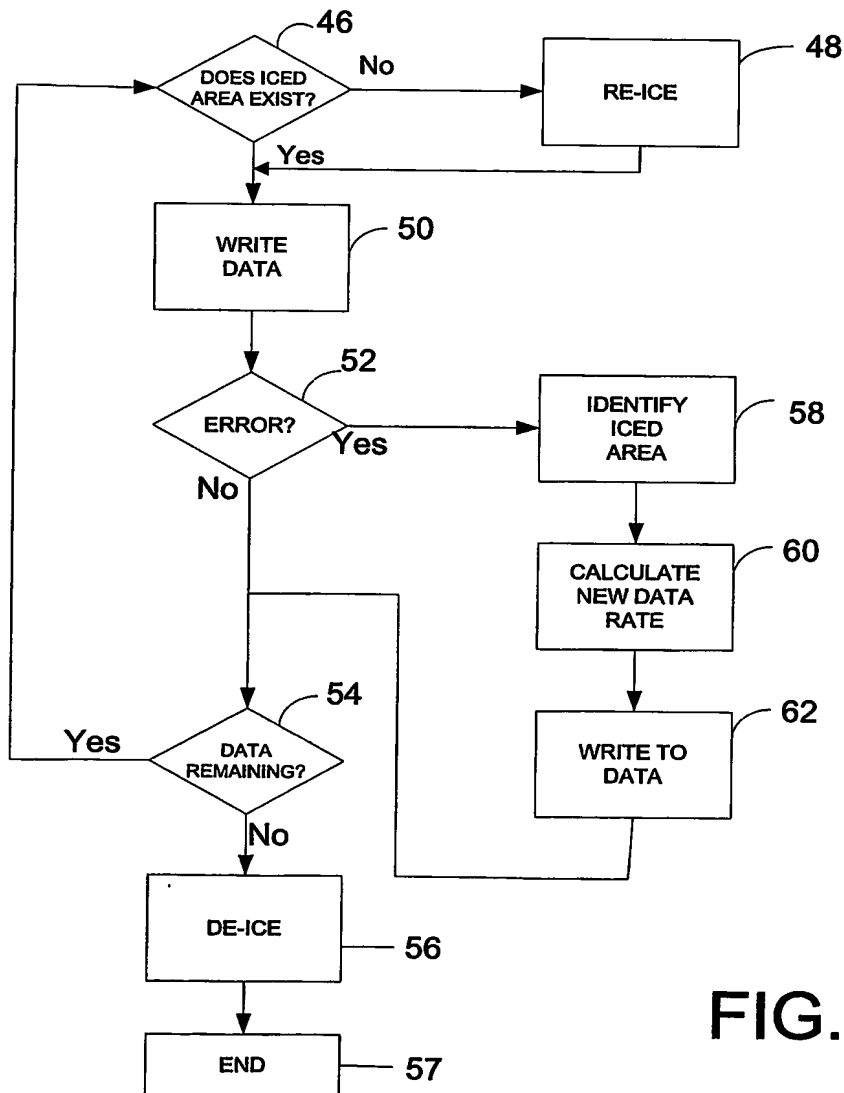 46
DOES ICED
AREA EXIST?
No
RE-ICE
48
Yes
WRITE
DATA
50
ERROR?
52
Yes
No
IDENTIFY
ICED
AREA
58
CALCULATE
NEW DATA
RATE
60
WRITE TO
DATA
62
DATA
REMAINING?
54
Yes
No
DE-ICE
56
END
57
FIG.